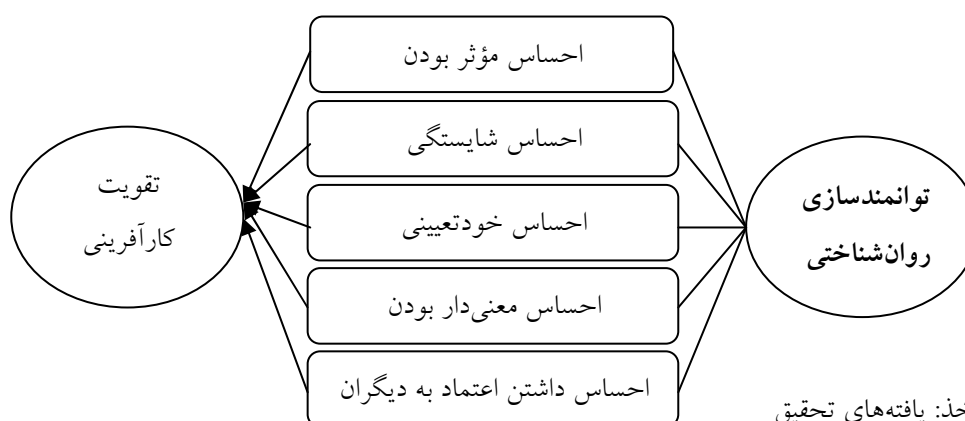 احساس مؤثر بودن
احساس شایستگی
احساس خودتعیینی
احساس معنی‌دار بودن
احساس داشتن اعتماد به دیگران
توانمندسازی
روان‌شناختی
تقویت
کارآفرینی
یافته‌های تحقیق